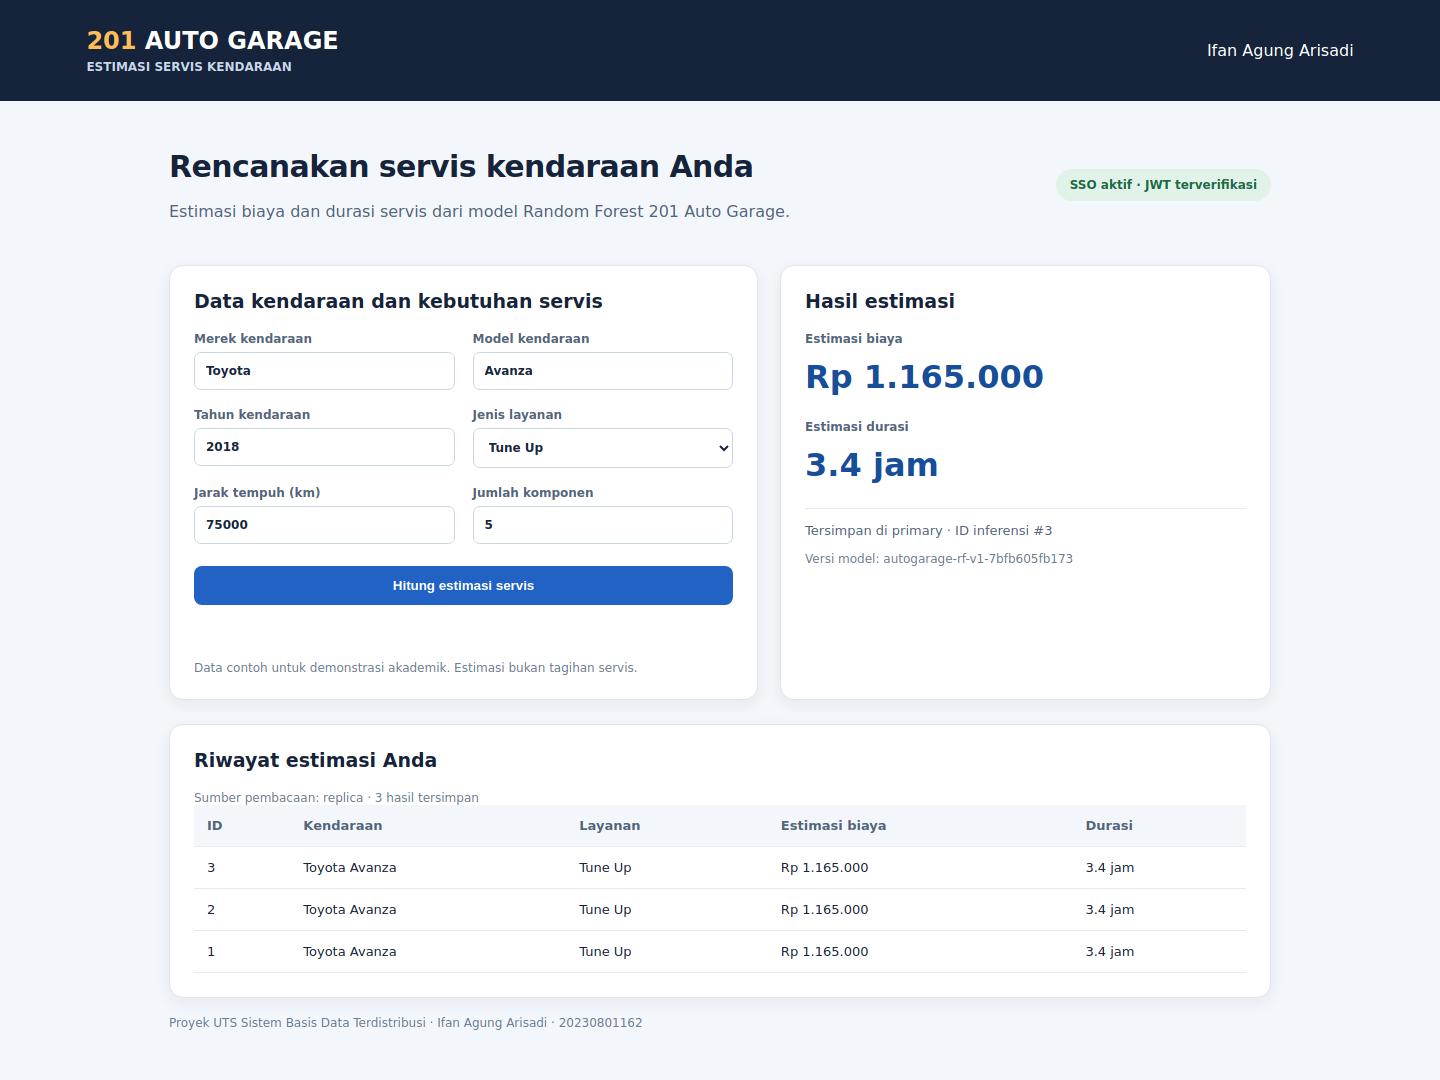 201 AUTO GARAGE
ESTIMASI SERVIS KENDARAAN
Ifan Agung Arisadi
Rencanakan servis kendaraan Anda
Estimasi biaya dan durasi servis dari model Random Forest 201 Auto Garage.
SSO aktif · JWT terverifikasi
Data kendaraan dan kebutuhan servis
Merek kendaraan
Toyota
Model kendaraan
Avanza
Tahun kendaraan
2018
Jenis layanan
Tune Up
Jarak tempuh (km)
75000
Jumlah komponen
5
Hitung estimasi servis
Data contoh untuk demonstrasi akademik. Estimasi bukan tagihan servis.
Hasil estimasi
Estimasi biaya
Rp 1.165.000
Estimasi durasi
3.4 jam
Tersimpan di primary · ID inferensi #3
Versi model: autogarage-rf-v1-7bfb605fb173
Riwayat estimasi Anda
Sumber pembacaan: replica · 3 hasil tersimpan
ID Kendaraan Layanan Estimasi biaya Durasi
3 Toyota Avanza Tune Up Rp 1.165.000 3.4 jam
2 Toyota Avanza Tune Up Rp 1.165.000 3.4 jam
1 Toyota Avanza Tune Up Rp 1.165.000 3.4 jam
Proyek UTS Sistem Basis Data Terdistribusi · Ifan Agung Arisadi · 20230801162